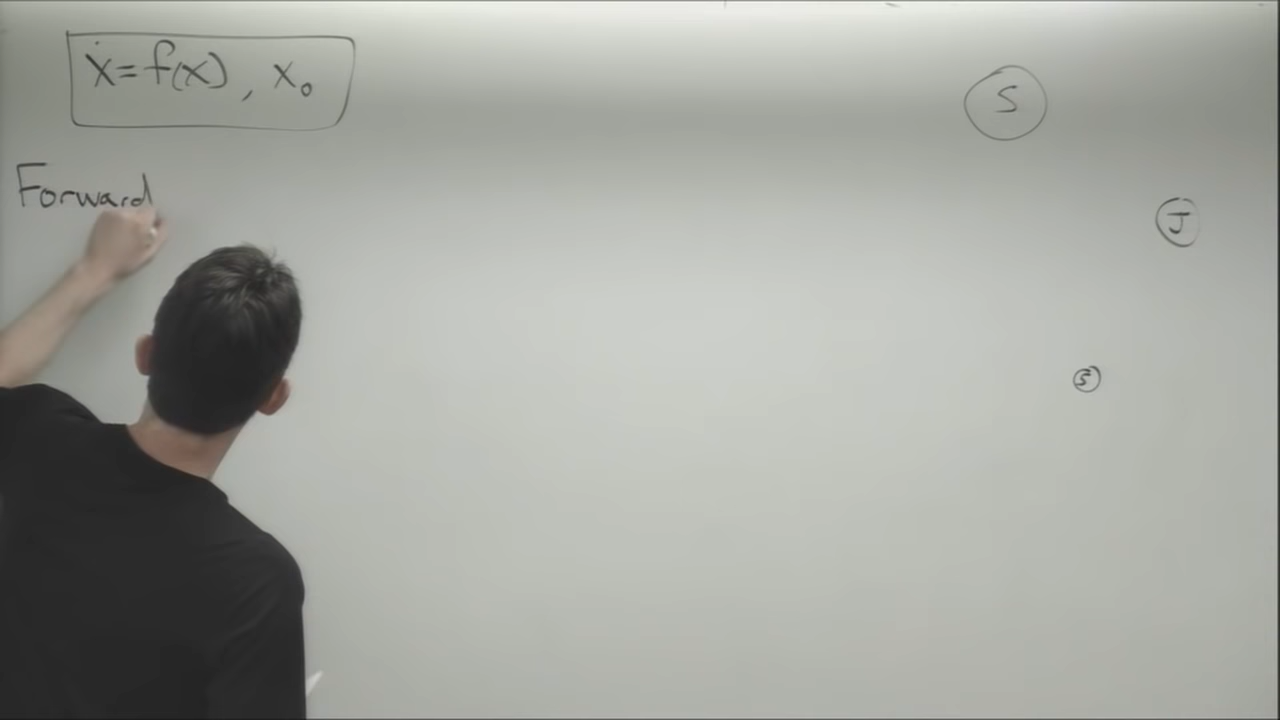 ẋ=f(x), x₀
S
Forward
J
S